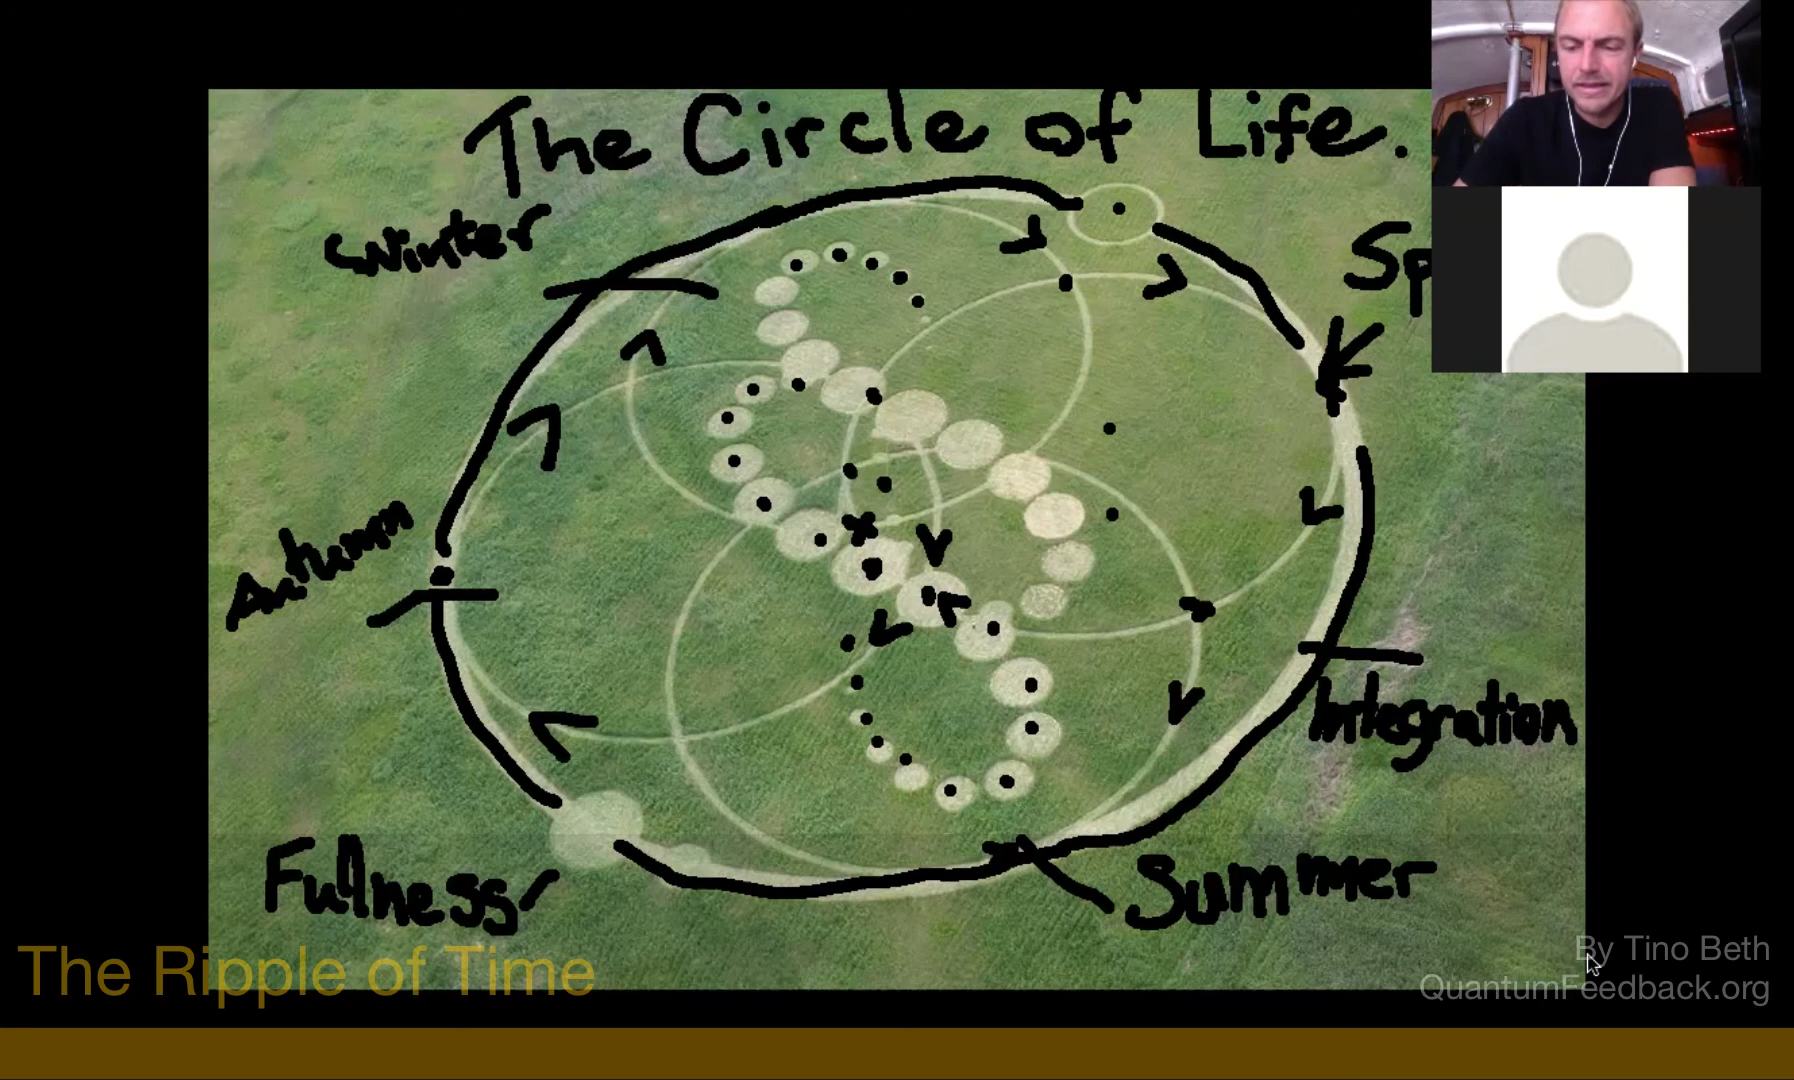 The Circle of Life.
Winter
Sp
Autumn
Integration
Fullness
Summer
The Ripple of Time
By Tino Beth
QuantumFeedback.org